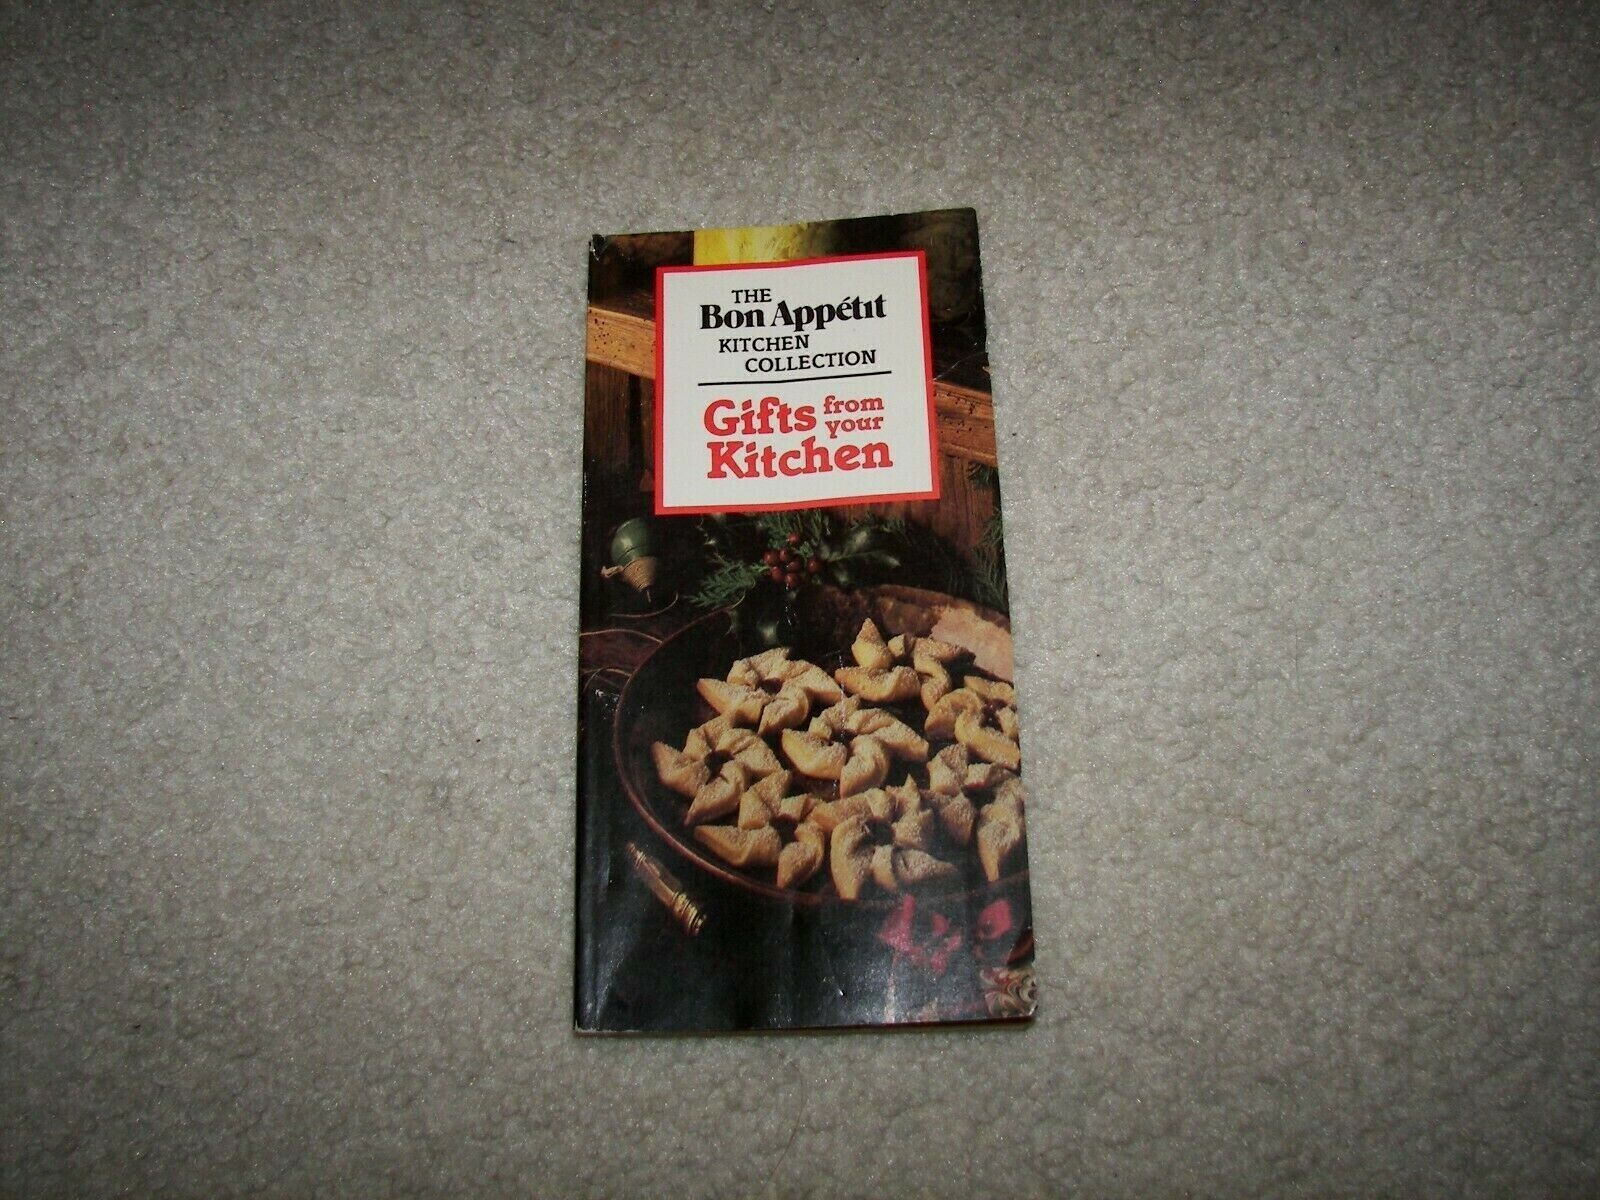 THE
Bon Appétit
KITCHEN
COLLECTION
Gifts from your
Kitchen